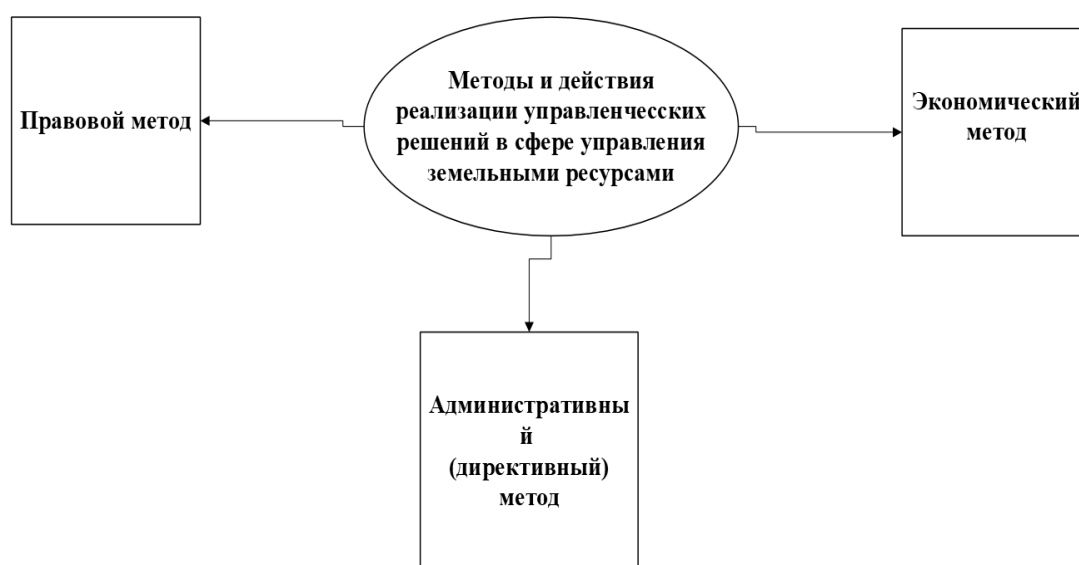 Методы и действия
реализации управленчесских
решений в сфере управления
земельными ресурсами
Правовой метод
Экономический
метод
Административны
й
(директивный)
метод